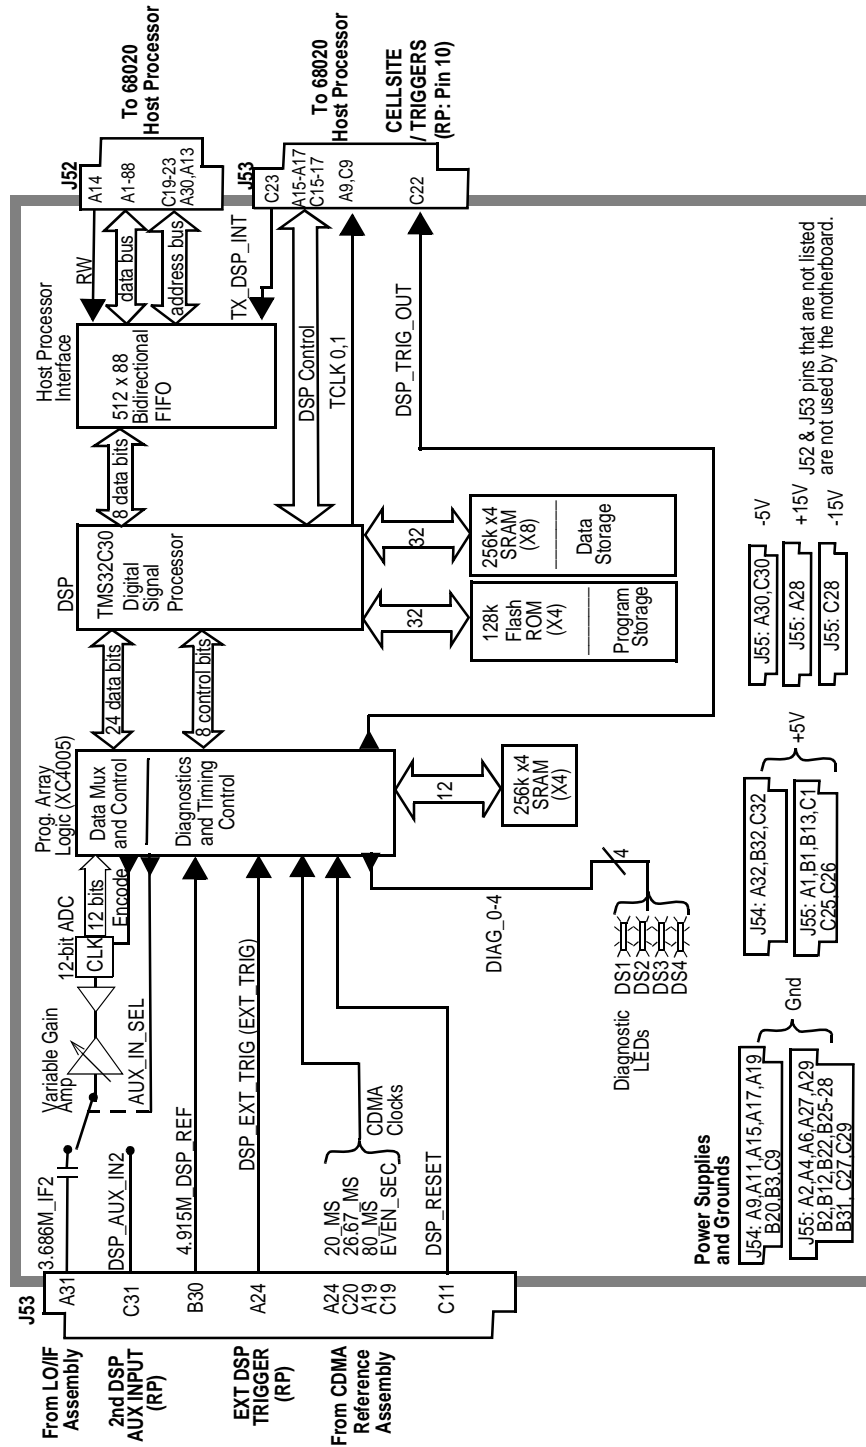 J53
A31
C31
B30
A24
A24
C20
A19
C19
C11
From LO/IF
Assembly
2nd DSP
AUX INPUT
(RP)
EXT DSP
TRIGGER
(RP)
From CDMA
Reference
Assembly
3.686M_IF2
DSP_AUX_IN2
4.915M_DSP_REF
DSP_EXT_TRIG (EXT_TRIG)
20_MS
26.67_MS
80_MS
EVEN_SEC
CDMA
Clocks
DSP_RESET
Variable Gain
Amp
AUX_IN_SEL
12-bit ADC
CLK
12 bits
Encode
Prog. Array
Logic (XC4005)
Data Mux
and Control
Diagnostics
and Timing
Control
24 data bits
8 control bits
12
256k x4
SRAM
(X4)
DIAG_0-4
4
Diagnostic
LEDs
DS1
DS2
DS3
DS4
DSP
TMS32C30
Digital
Signal
Processor
32
128k
Flash
ROM
(X4)
Program
Storage
32
256k x4
SRAM
(X8)
Data
Storage
8 data bits
Host Processor
Interface
512 x 88
Bidirectional
FIFO
RW
data bus
address bus
TX_DSP_INT
DSP Control
TCLK 0,1
DSP_TRIG_OUT
J52
A14
A1-88
C19-23
A30,A13
To 68020
Host Processor
J53
C23
A15-A17
C15-17
A9,C9
C22
To 68020
Host Processor
CELLSITE
/ TRIGGERS
(RP: Pin 10)
Power Supplies
and Grounds
J54: A9,A11,A15,A17,A19
B20,B3,C9
J55: A2,A4,A6,A27,A29
B2,B12,B22,B25-28
B31, C27,C29
Gnd
J54: A32,B32,C32
J55: A1,B1,B13,C1
C25,C26
+5V
J55: A30,C30
-5V
J55: A28
+15V
J55: C28
-15V
J52 & J53 pins that are not listed
are not used by the motherboard.